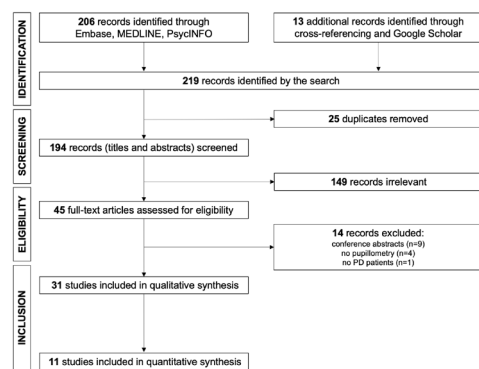 IDENTIFICATION
206 records identified through
Embase, MEDLINE, PsycINFO
13 additional records identified through
cross-referencing and Google Scholar
219 records identified by the search
SCREENING
25 duplicates removed
194 records (titles and abstracts) screened
149 records irrelevant
ELIGIBILITY
45 full-text articles assessed for eligibility
14 records excluded:
conference abstracts (n=9)
no pupillometry (n=4)
no PD patients (n=1)
INCLUSION
31 studies included in qualitative synthesis
11 studies included in quantitative synthesis